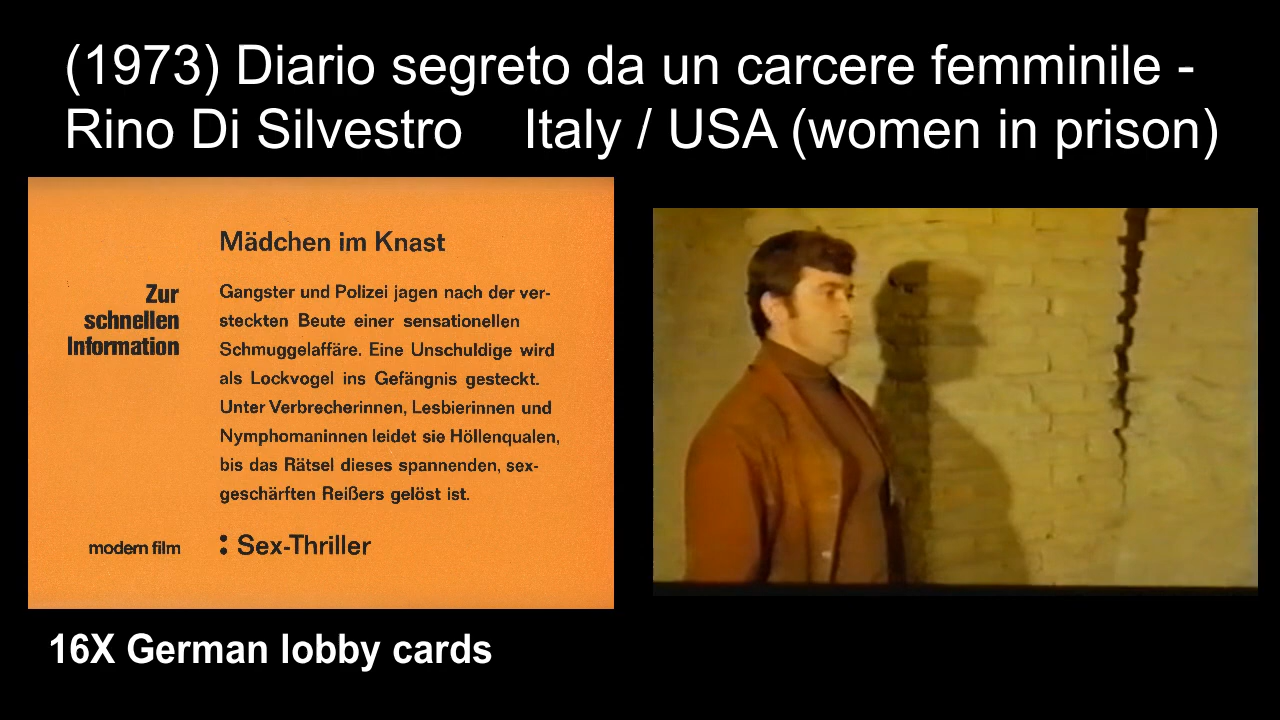 (1973) Diario segreto da un carcere femminile -
Rino Di Silvestro Italy / USA (women in prison)
Mädchen im Knast
Zur
schnellen
Information
Gangster und Polizei jagen nach der ver-
steckten Beute einer sensationellen
Schmuggelaffäre. Eine Unschuldige wird
als Lockvogel ins Gefängnis gesteckt.
Unter Verbrecherinnen, Lesbierinnen und
Nymphomaninnen leidet sie Höllenqualen,
bis das Rätsel dieses spannenden, sex-
geschärften Reißers gelöst ist.
modern film
: Sex-Thriller
16X German lobby cards